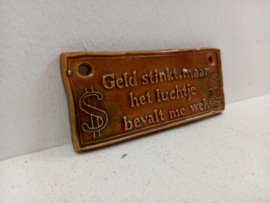 Geld stinkt, maar
het luchtje
bevalt me wel.